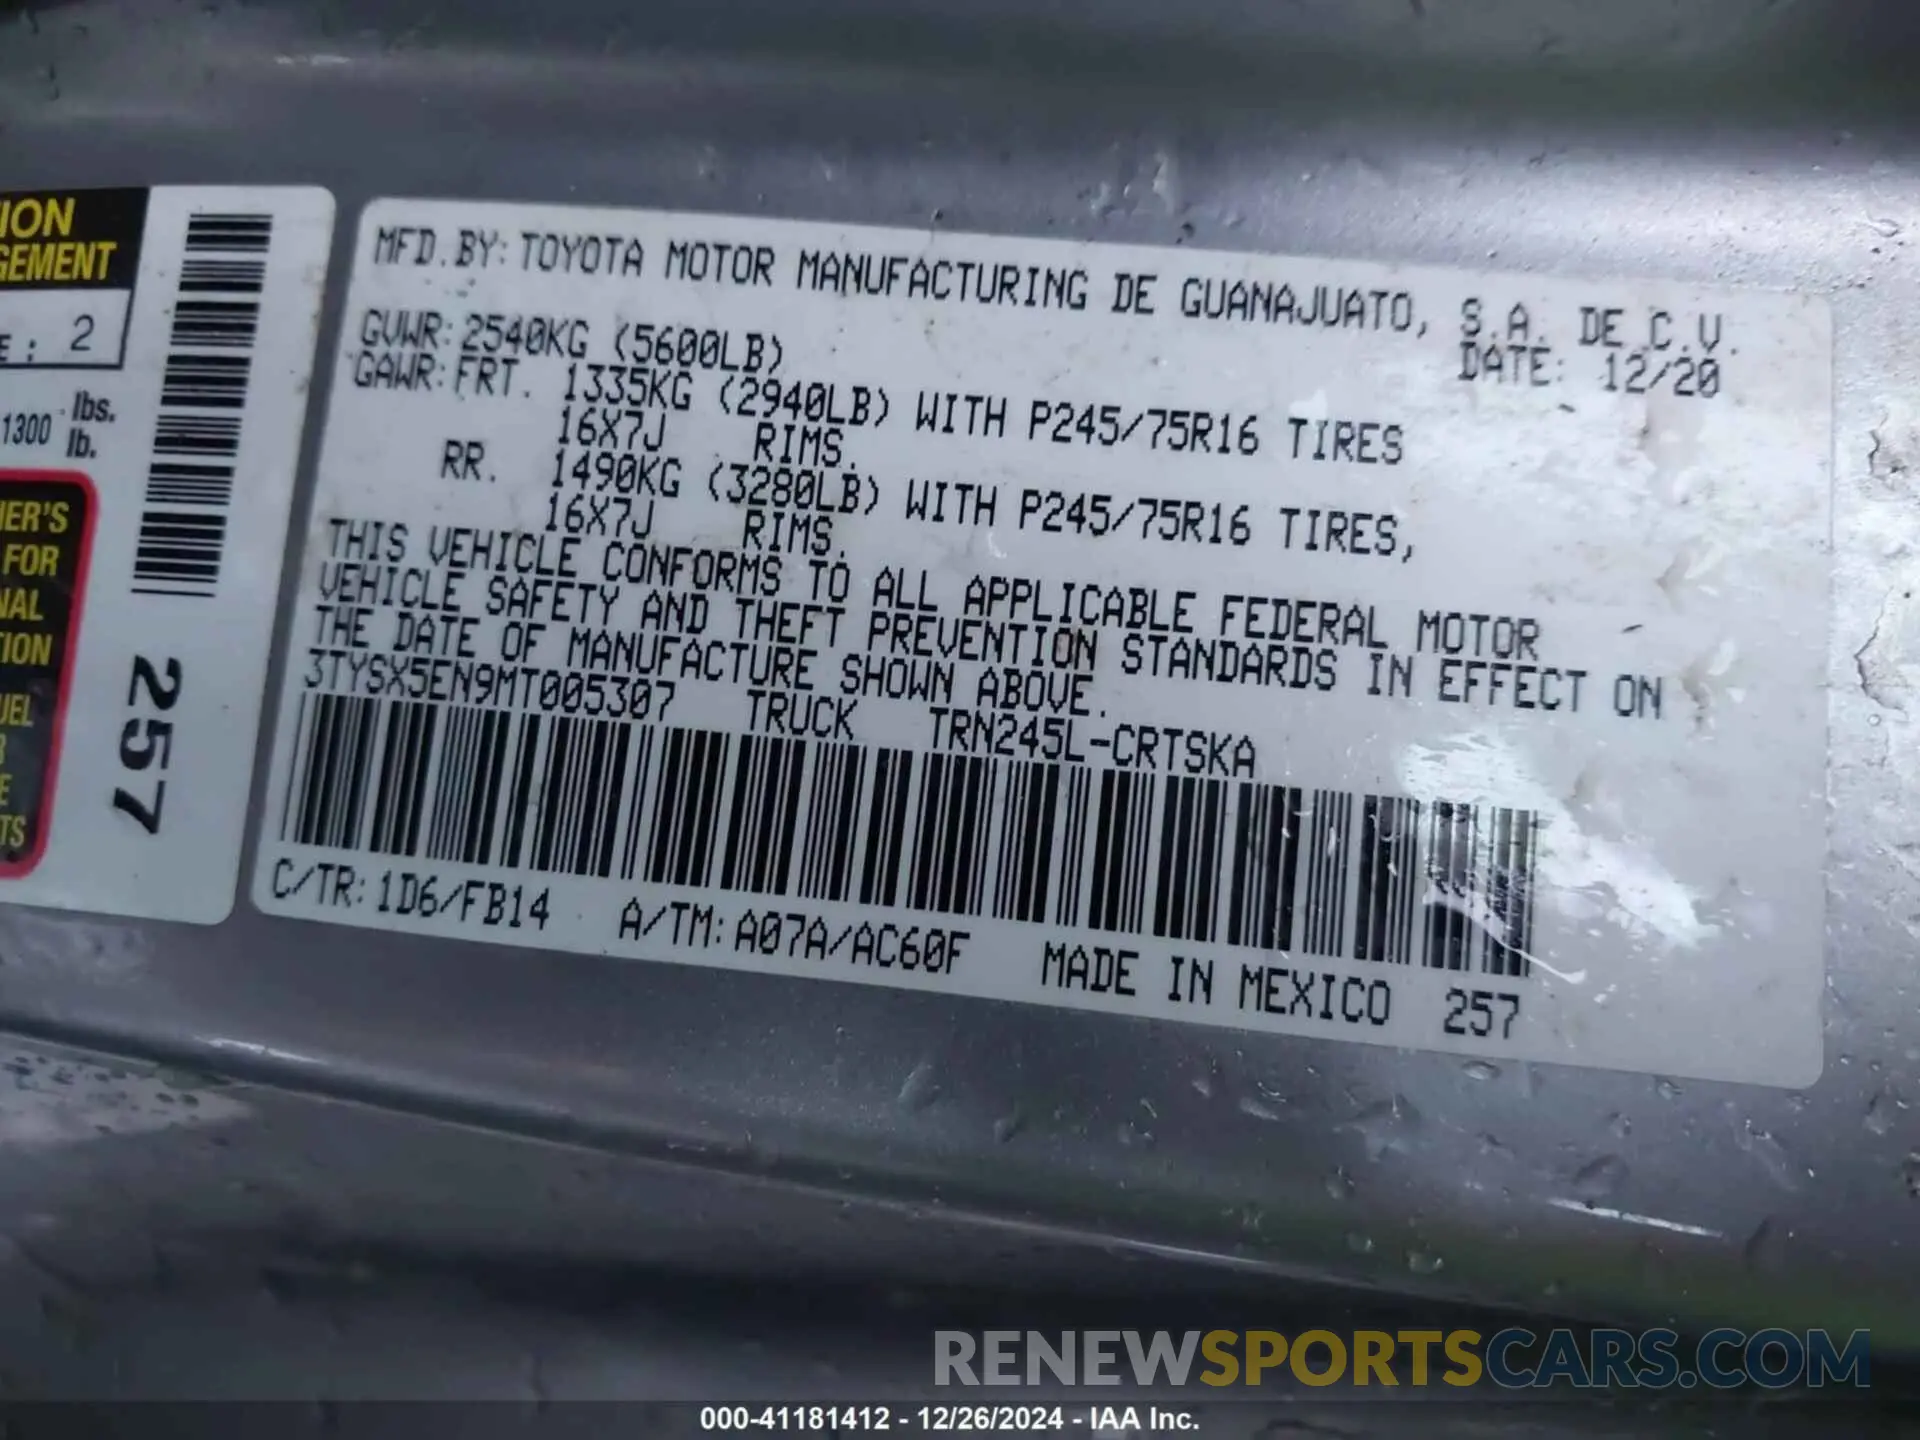 ION
GEMENT
E: 2
1300 lbs.
lb.
HER'S
FOR
NAL
TION
UEL
R
E
TS
257
MFD.BY: TOYOTA MOTOR MANUFACTURING DE GUANAJUATO, S.A. DE C.V.
GVWR: 2540KG (5600LB) DATE: 12/20
GAWR: FRT. 1335KG (2940LB) WITH P245/75R16 TIRES
16X7J RIMS.
RR. 1490KG (3280LB) WITH P245/75R16 TIRES,
16X7J RIMS.
THIS VEHICLE CONFORMS TO ALL APPLICABLE FEDERAL MOTOR
VEHICLE SAFETY AND THEFT PREVENTION STANDARDS IN EFFECT ON
THE DATE OF MANUFACTURE SHOWN ABOVE.
3TYSX5EN9MT005307 TRUCK TRN245L-CRTSKA
C/TR: 1D6/FB14 A/TM: A07A/AC60F MADE IN MEXICO 257
RENEWSPORTSCARS.COM
000-41181412 - 12/26/2024 - IAA Inc.